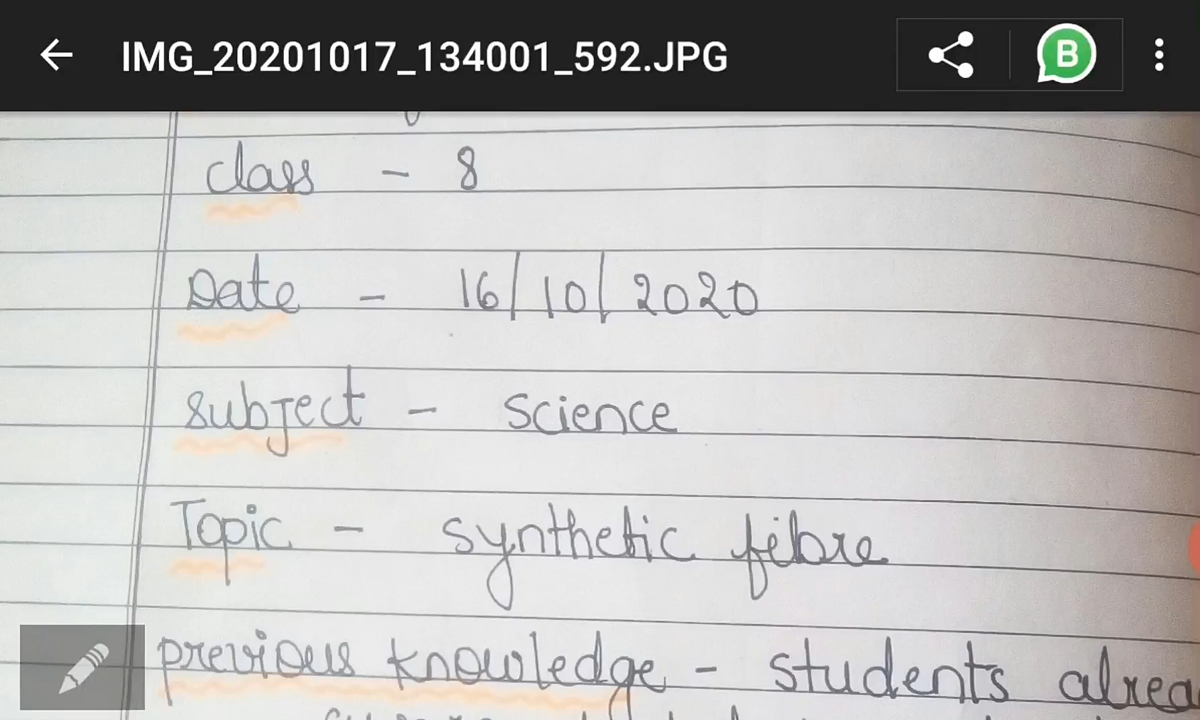 IMG_20201017_134001_592.JPG
B
class - 8
Date - 16/10/2020
Subject - Science
Topic - synthetic fibre
previous knowledge - students alrea